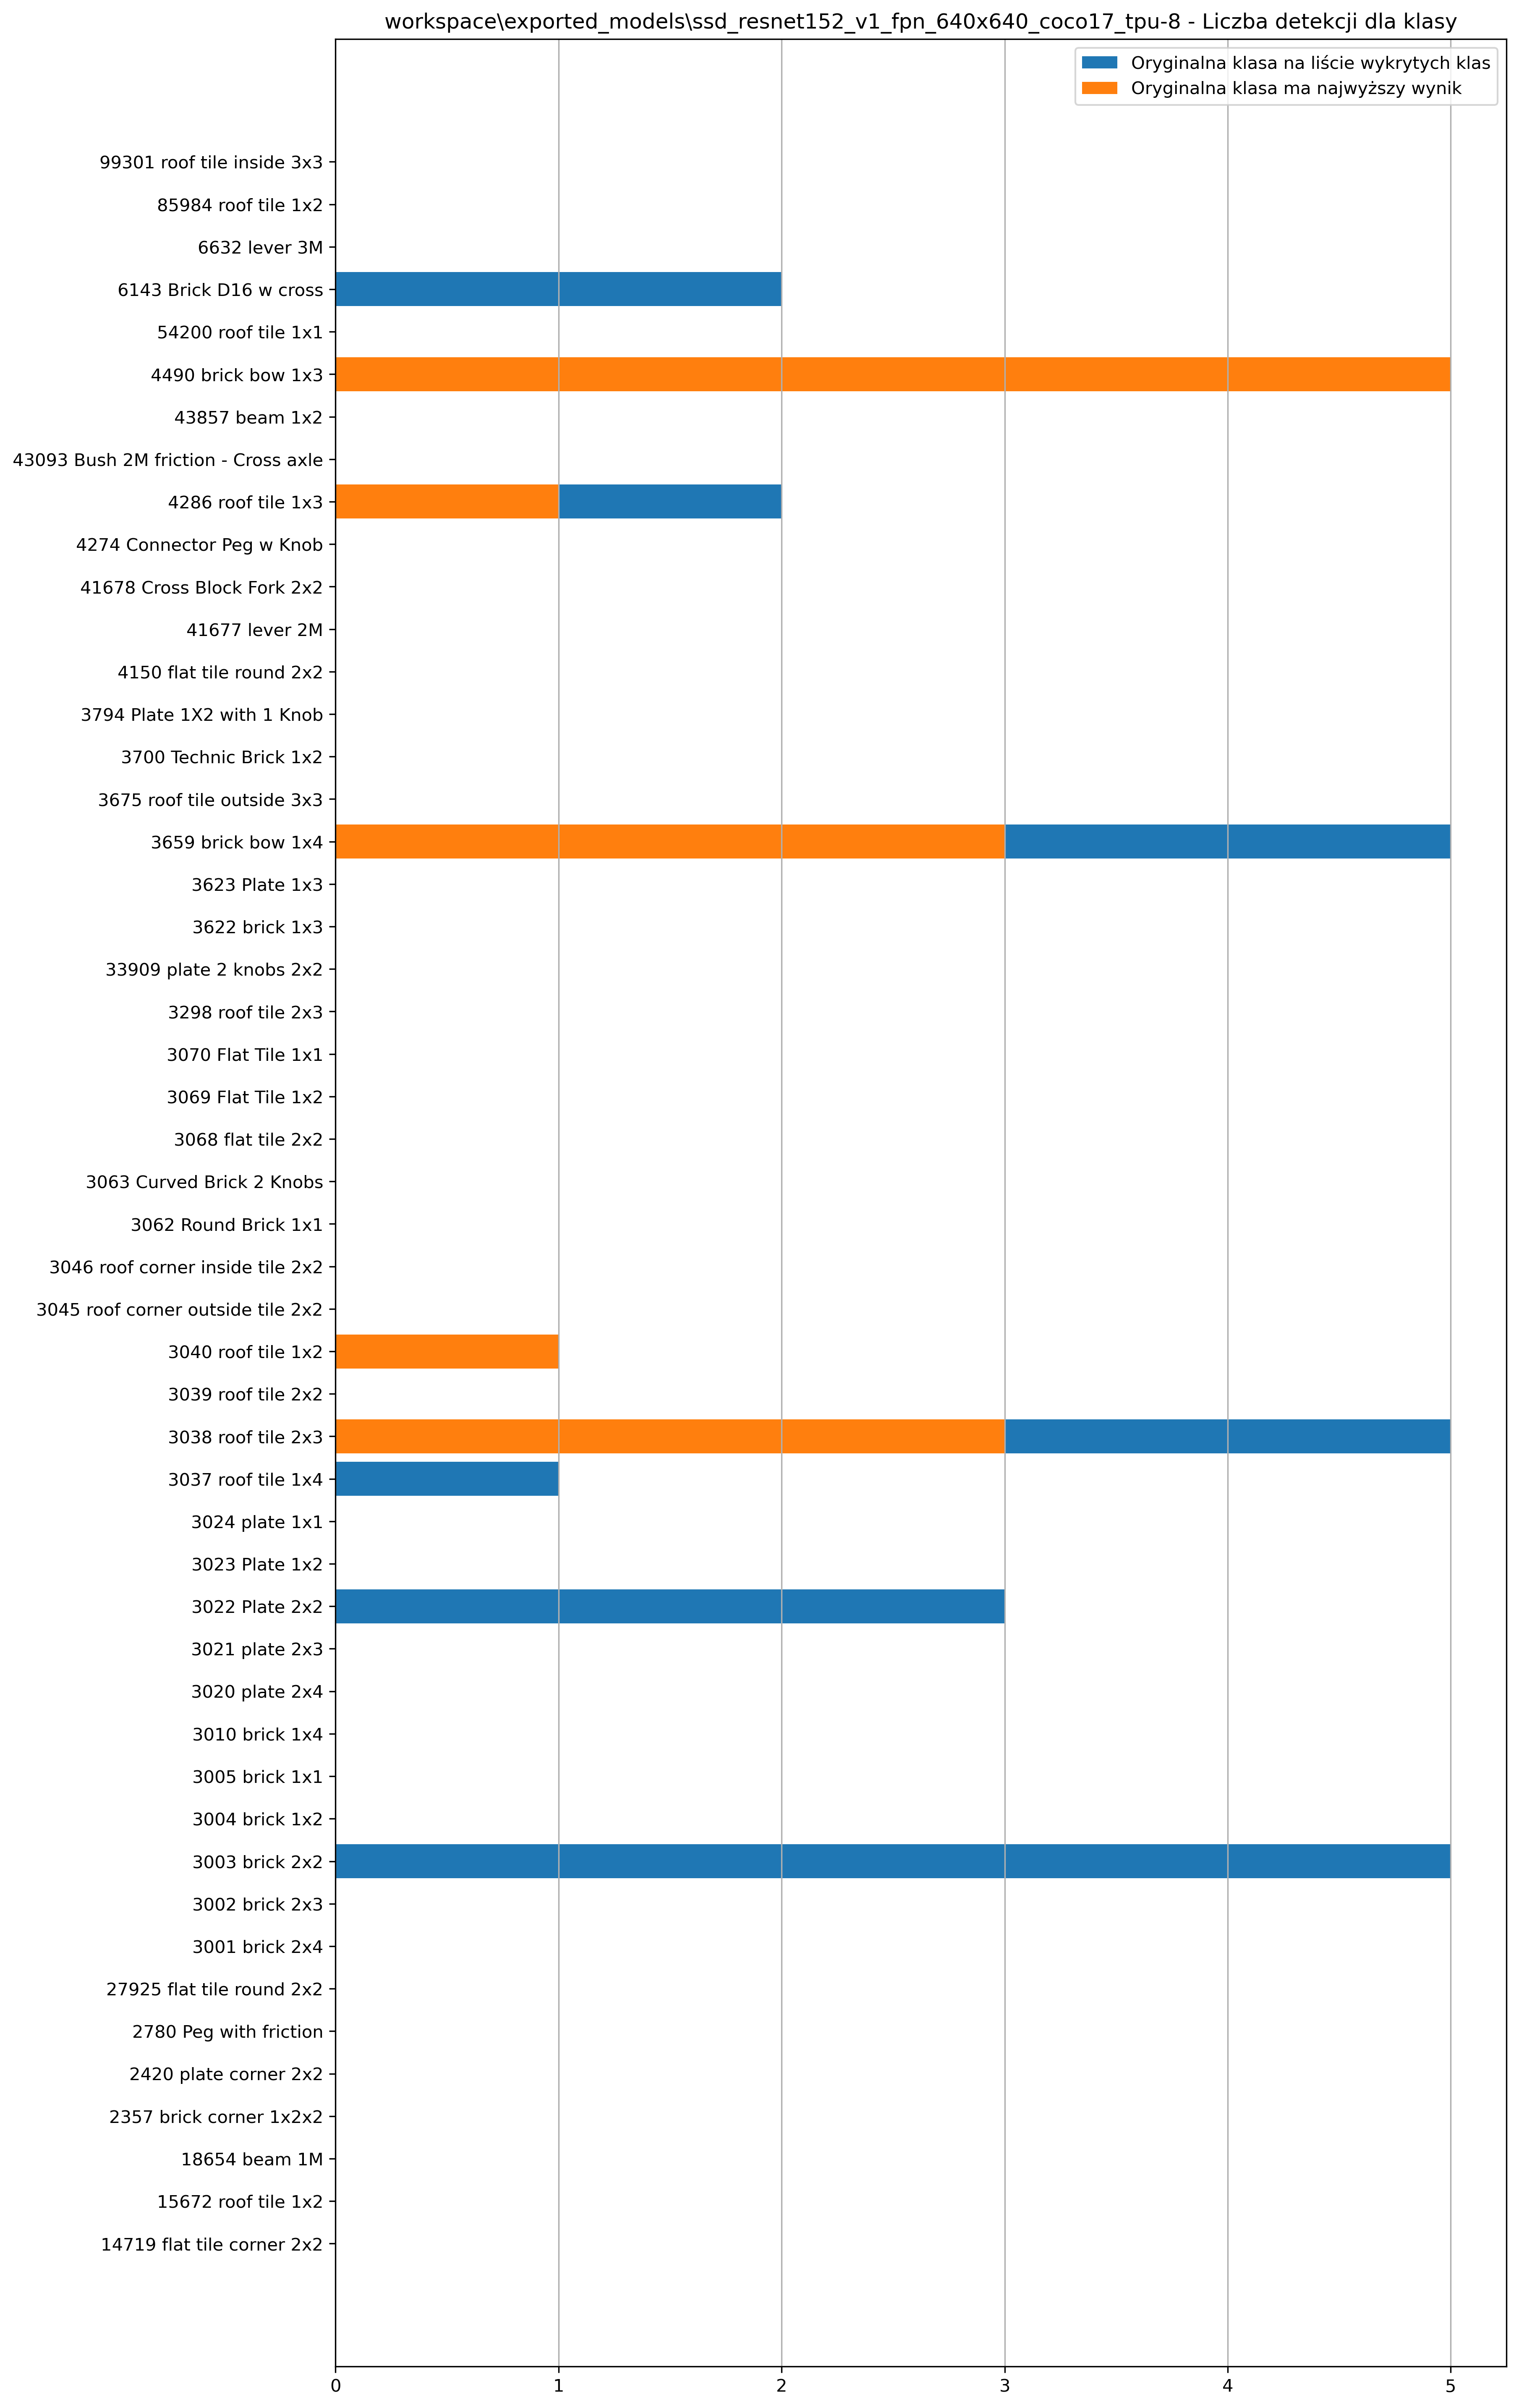 workspace\exported_models\ssd_resnet152_v1_fpn_640x640_coco17_tpu-8 - Liczba detekcji dla klasy
Oryginalna klasa na liście wykrytych klas
Oryginalna klasa ma najwyższy wynik
99301 roof tile inside 3x3
85984 roof tile 1x2
6632 lever 3M
6143 Brick D16 w cross
54200 roof tile 1x1
4490 brick bow 1x3
43857 beam 1x2
43093 Bush 2M friction - Cross axle
4286 roof tile 1x3
4274 Connector Peg w Knob
41678 Cross Block Fork 2x2
41677 lever 2M
4150 flat tile round 2x2
3794 Plate 1X2 with 1 Knob
3700 Technic Brick 1x2
3675 roof tile outside 3x3
3659 brick bow 1x4
3623 Plate 1x3
3622 brick 1x3
33909 plate 2 knobs 2x2
3298 roof tile 2x3
3070 Flat Tile 1x1
3069 Flat Tile 1x2
3068 flat tile 2x2
3063 Curved Brick 2 Knobs
3062 Round Brick 1x1
3046 roof corner inside tile 2x2
3045 roof corner outside tile 2x2
3040 roof tile 1x2
3039 roof tile 2x2
3038 roof tile 2x3
3037 roof tile 1x4
3024 plate 1x1
3023 Plate 1x2
3022 Plate 2x2
3021 plate 2x3
3020 plate 2x4
3010 brick 1x4
3005 brick 1x1
3004 brick 1x2
3003 brick 2x2
3002 brick 2x3
3001 brick 2x4
27925 flat tile round 2x2
2780 Peg with friction
2420 plate corner 2x2
2357 brick corner 1x2x2
18654 beam 1M
15672 roof tile 1x2
14719 flat tile corner 2x2
0 1 2 3 4 5